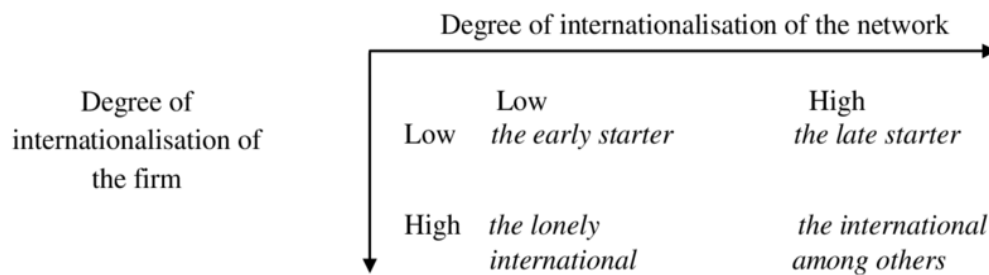 Degree of internationalisation of the network
Degree of
internationalisation of
the firm
Low High
Low the early starter the late starter
High the lonely the international
international among others